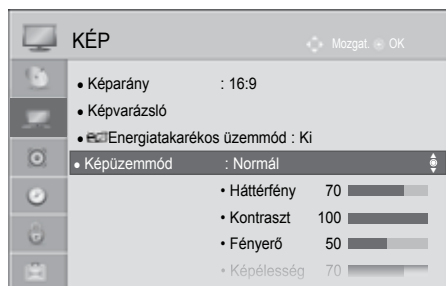 KÉP Mozgat. OK
• Képarány : 16:9
• Képvarázsló
• Energiatakarékos üzemmód : Ki
• Képüzemmód : Normál
• Háttérfény 70
• Kontraszt 100
• Fényerő 50
• Képélesség 70